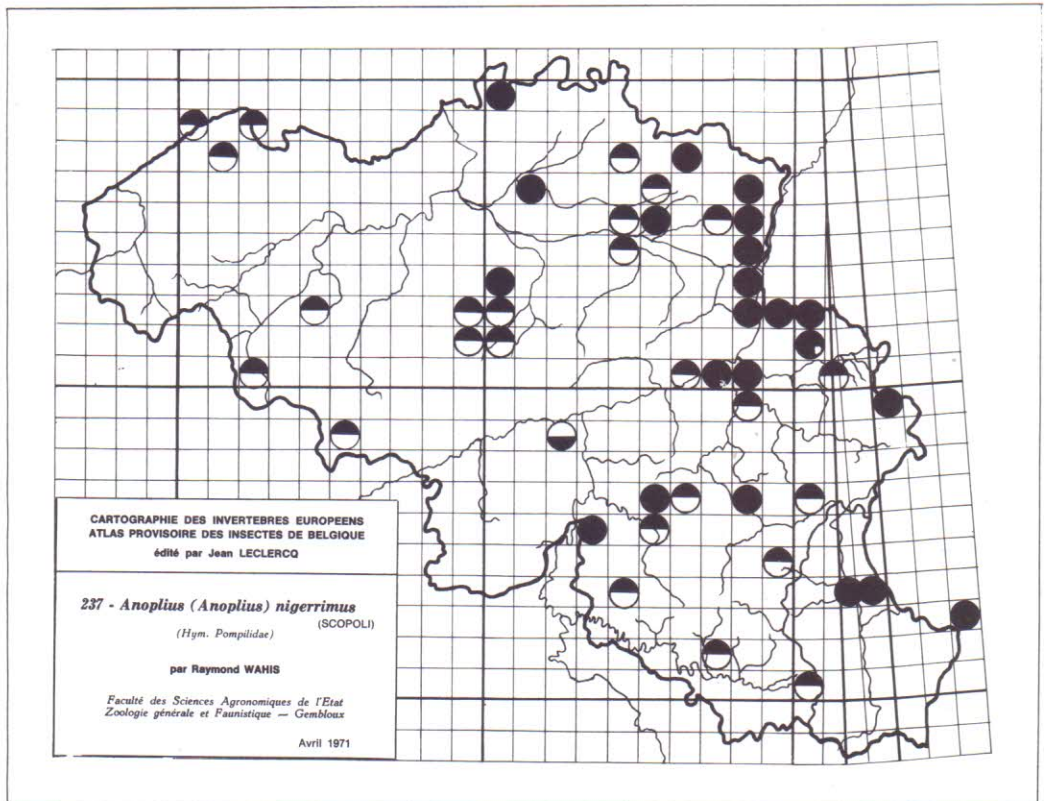 CARTOGRAPHIE DES INVERTEBRES EUROPEENS
ATLAS PROVISOIRE DES INSECTES DE BELGIQUE
édité par Jean LECLERCQ
237 - Anoplius (Anoplius) nigerrimus
(SCOPOLI)
(Hym. Pompilidae)
par Raymond WAHIS
Faculté des Sciences Agronomiques de l'Etat
Zoologie générale et Faunistique — Gembloux
Avril 1971